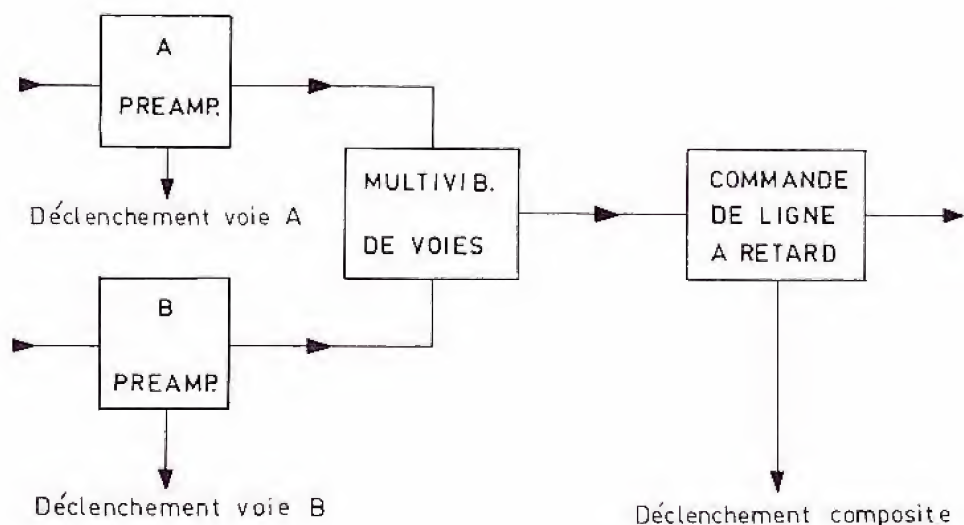 A
PREAMP.
Déclenchement voie A
MULTIVIB.
DE VOIES
COMMANDE
DE LIGNE
A RETARD
B
PREAMP.
Déclenchement voie B
Déclenchement composite